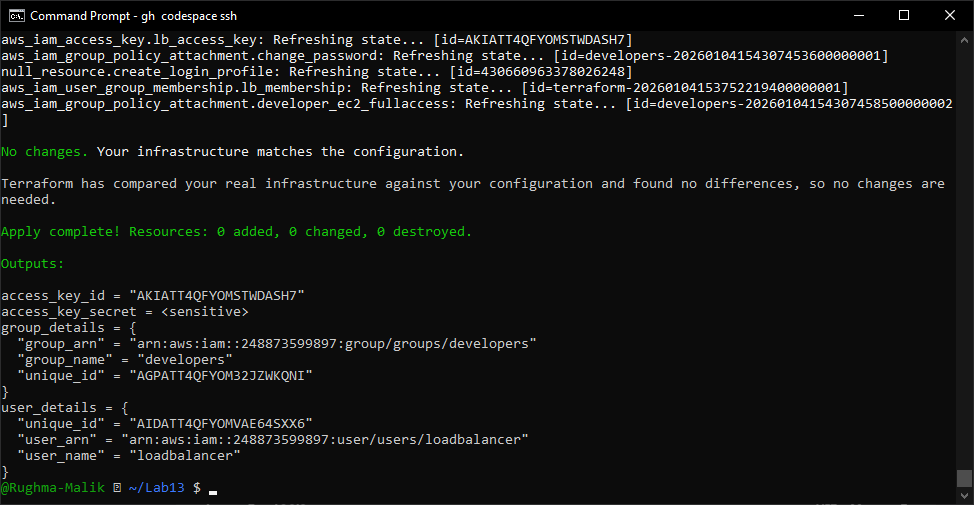 Command Prompt - gh codespace ssh
aws_iam_access_key.lb_access_key: Refreshing state... [id=AKIATT4QFYOMSTWDASH7]
aws_iam_group_policy_attachment.change_password: Refreshing state... [id=developers-20260104154307453600000001]
null_resource.create_login_profile: Refreshing state... [id=430660963378026248]
aws_iam_user_group_membership.lb_membership: Refreshing state... [id=terraform-20260104153752219400000001]
aws_iam_group_policy_attachment.developer_ec2_fullaccess: Refreshing state... [id=developers-20260104154307458500000002
]
No changes. Your infrastructure matches the configuration.
Terraform has compared your real infrastructure against your configuration and found no differences, so no changes are
needed.
Apply complete! Resources: 0 added, 0 changed, 0 destroyed.
Outputs:
access_key_id = "AKIATT4QFYOMSTWDASH7"
access_key_secret = <sensitive>
group_details = {
  "group_arn" = "arn:aws:iam::248873599897:group/groups/developers"
  "group_name" = "developers"
  "unique_id" = "AGPATT4QFYOM32JZWKQNI"
}
user_details = {
  "unique_id" = "AIDATT4QFYOMVAE64SXX6"
  "user_arn" = "arn:aws:iam::248873599897:user/users/loadbalancer"
  "user_name" = "loadbalancer"
}
@Rughma-Malik ~/Lab13 $